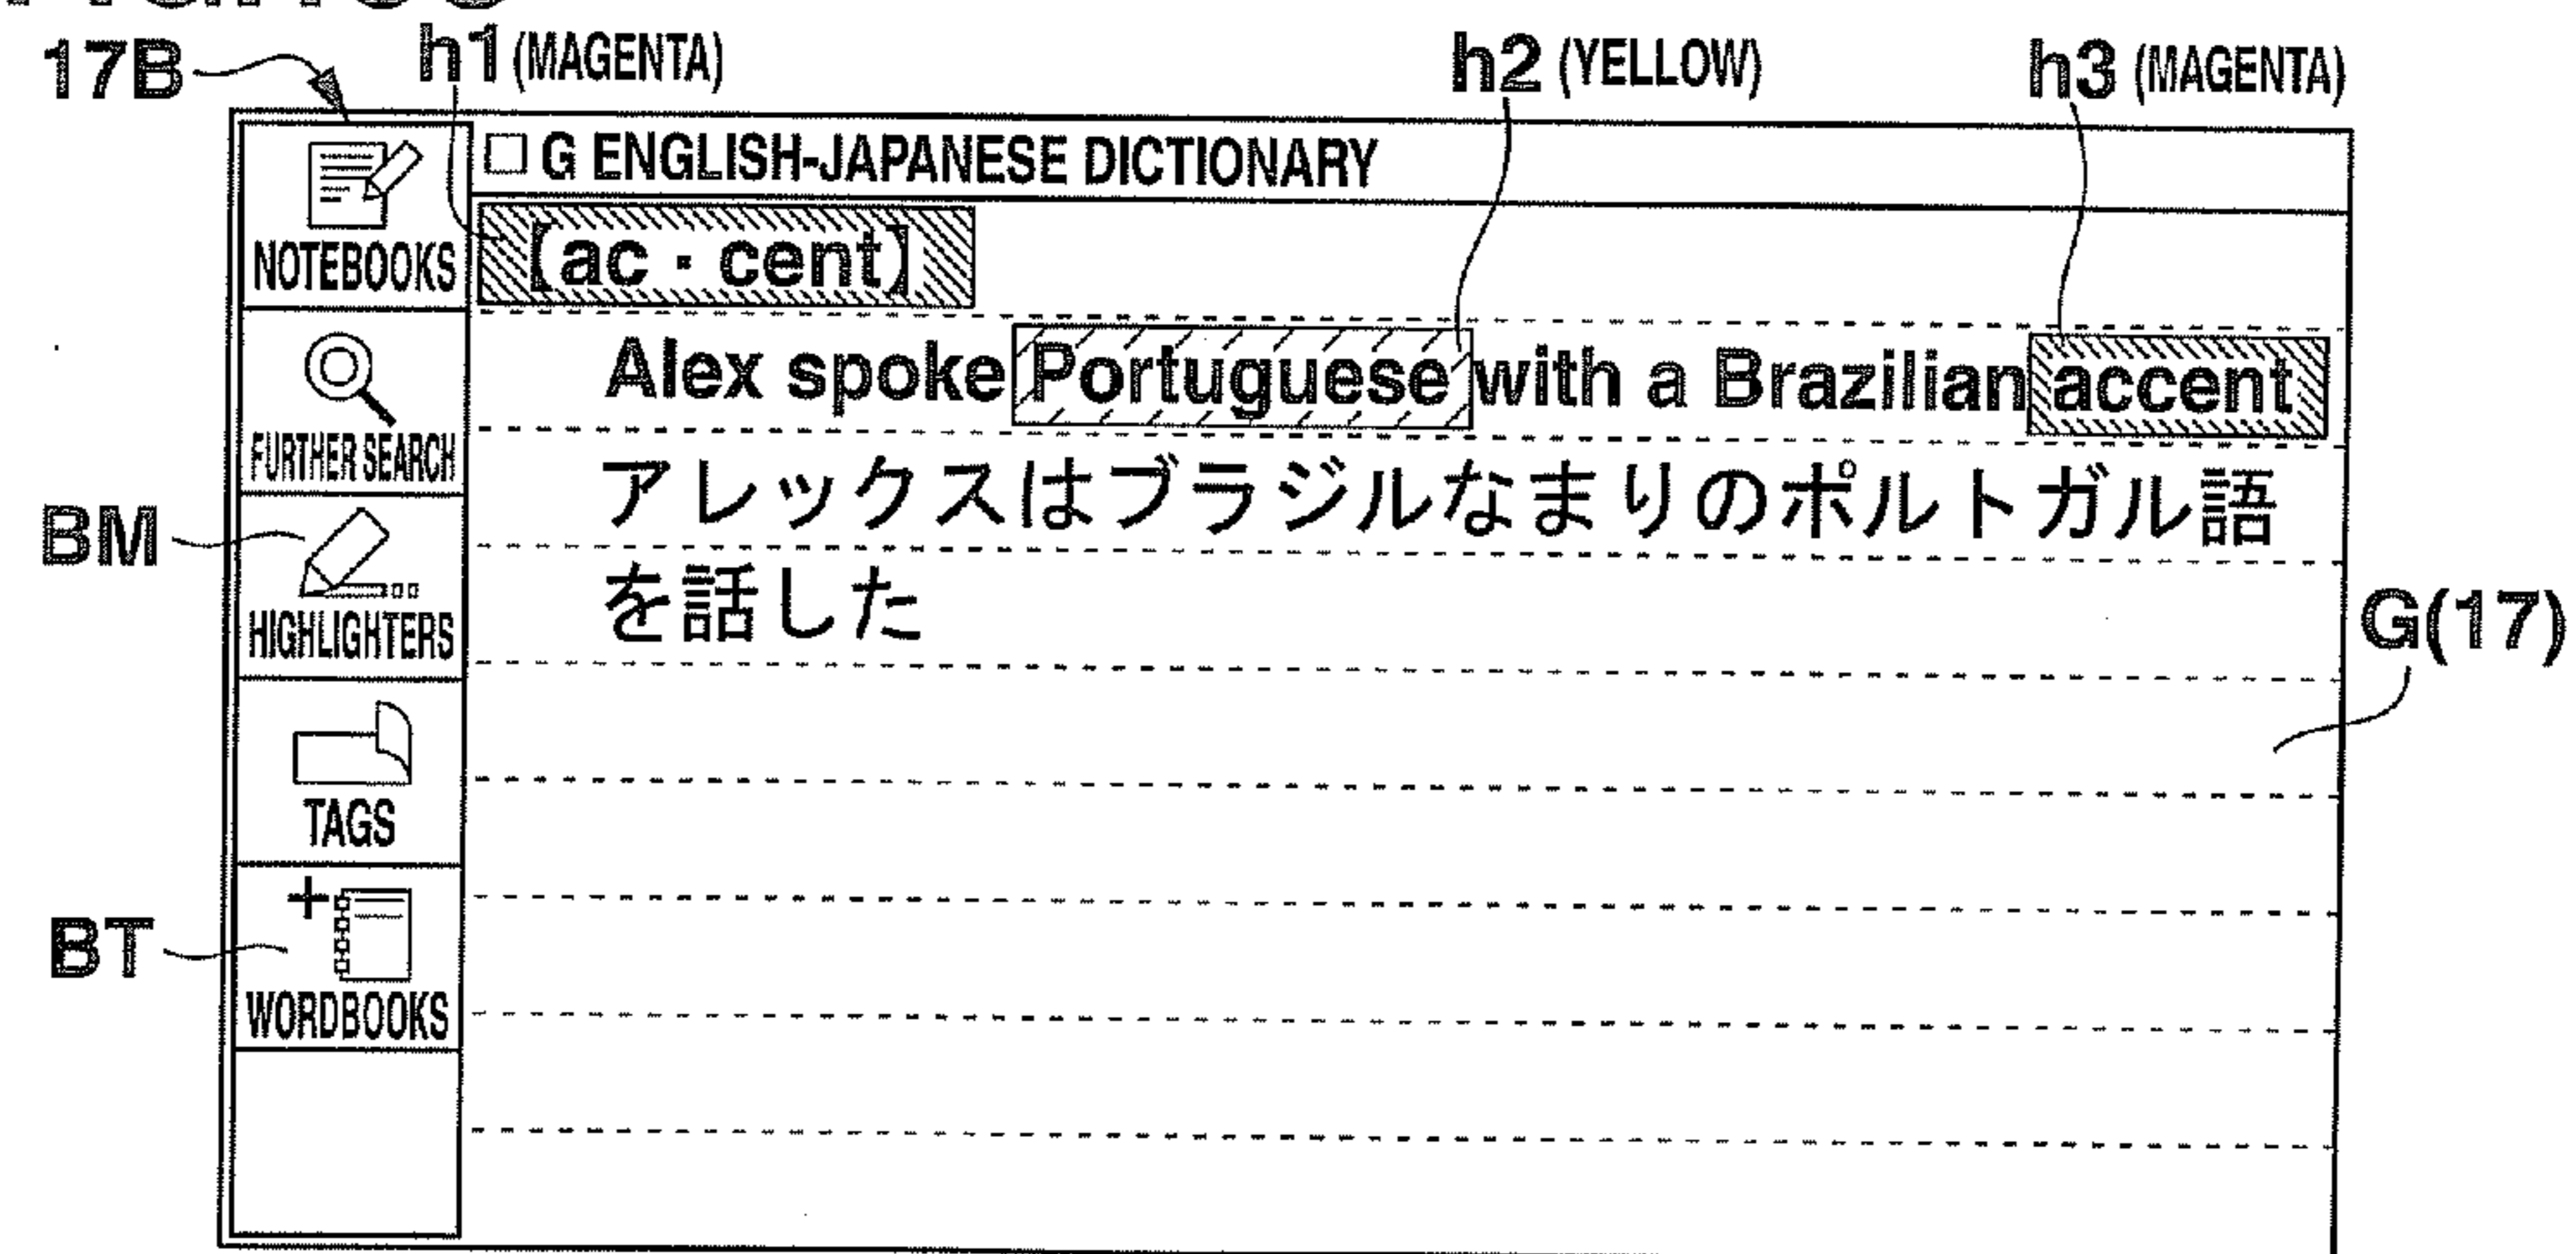 17B
h1 (MAGENTA)
h2 (YELLOW)
h3 (MAGENTA)
□ G ENGLISH-JAPANESE DICTIONARY
NOTEBOOKS
【ac・cent】
Alex spoke Portuguese with a Brazilian accent
FURTHER SEARCH
アレックスはブラジルなまりのポルトガル語
BM
を話した
HIGHLIGHTERS
G(17)
TAGS
BT
WORDBOOKS